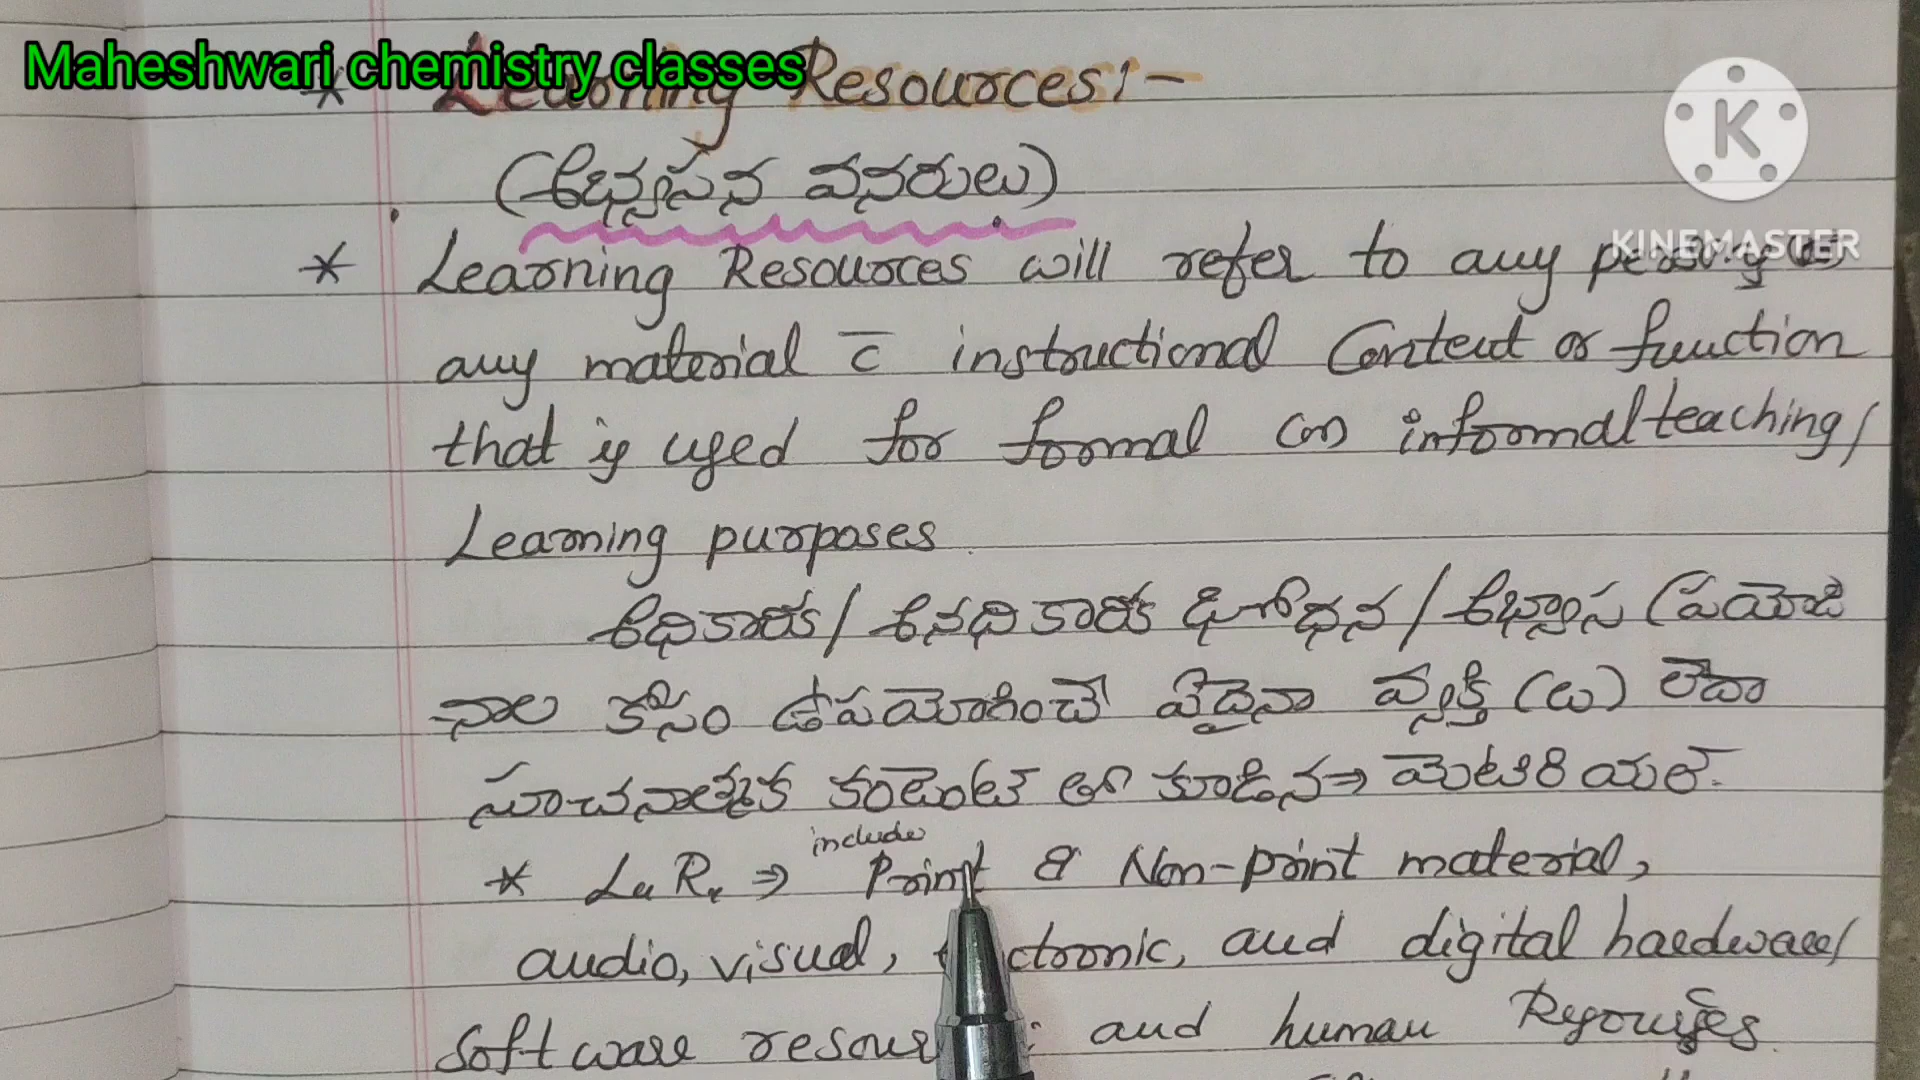 Maheshwari chemistry classes
* Learning Resources:-
(అభ్యసన వనరులు)
KINEMASTER
* Learning Resources will refer to any
any material c̄ instructional Content or function
that is used for formal (or) informal teaching/
Learning purposes.
అధికారిక/అనధికారిక బోధన/అభ్యాస ప్రయోజ
నాల కోసం ఉపయోగించే ఏదైనా వ్యక్తి(లు) లేదా
సూచనాత్మక కంటెంట్ తో కూడిన→ మెటీరియల్.
include
* L R ⇒ Print & Non-print material,
audio, visual, and digital hardware/
Software and human Resources.